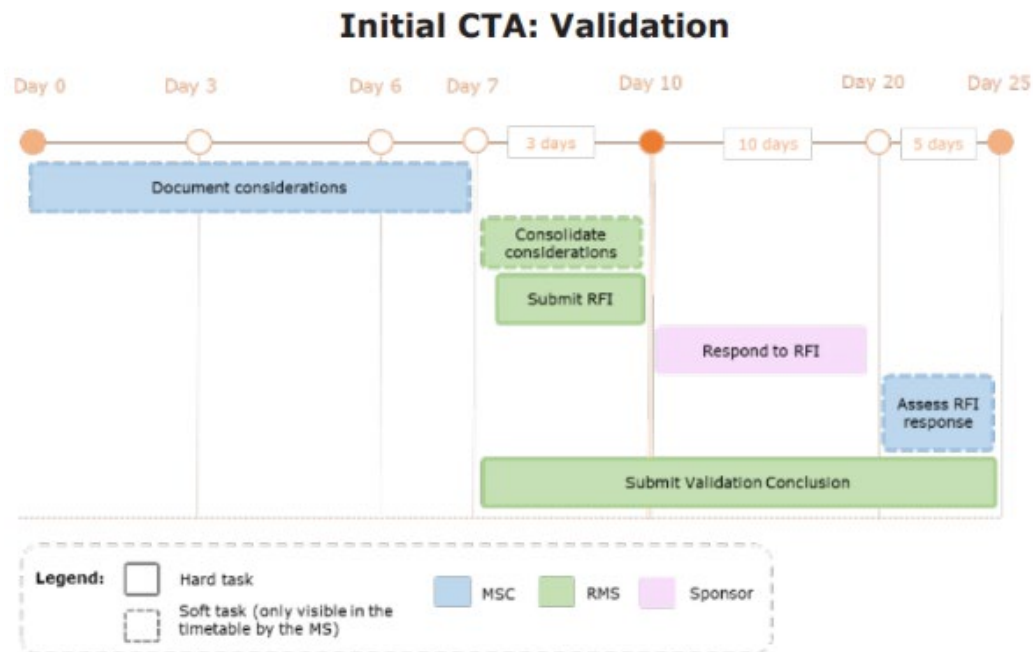 Initial CTA: Validation
Day 0
Day 3
Day 6
Day 7
Day 10
Day 20
Day 25
3 days
10 days
5 days
Document considerations
Consolidate
considerations
Submit RFI
Respond to RFI
Assess RFI
response
Submit Validation Conclusion
Legend:
Hard task
Soft task (only visible in the
timetable by the MS)
MSC
RMS
Sponsor